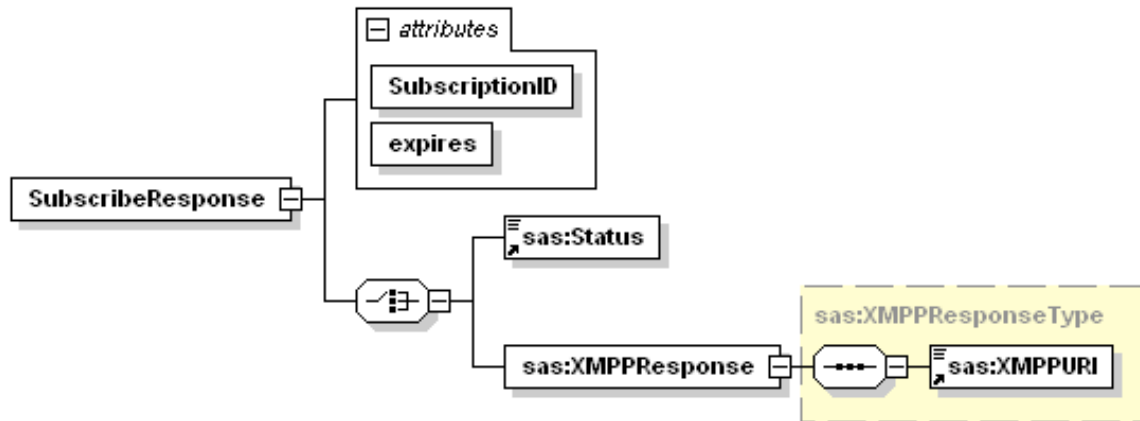 attributes
SubscriptionID
expires
SubscribeResponse
sas:Status
sas:XMPPResponseType
sas:XMPPResponse
sas:XMPPURI